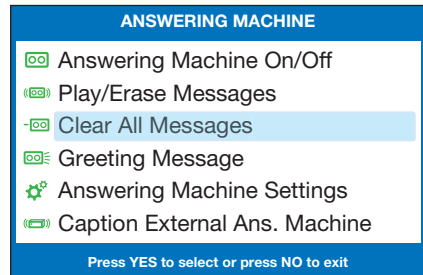 ANSWERING MACHINE
Answering Machine On/Off
Play/Erase Messages
Clear All Messages
Greeting Message
Answering Machine Settings
Caption External Ans. Machine
Press YES to select or press NO to exit